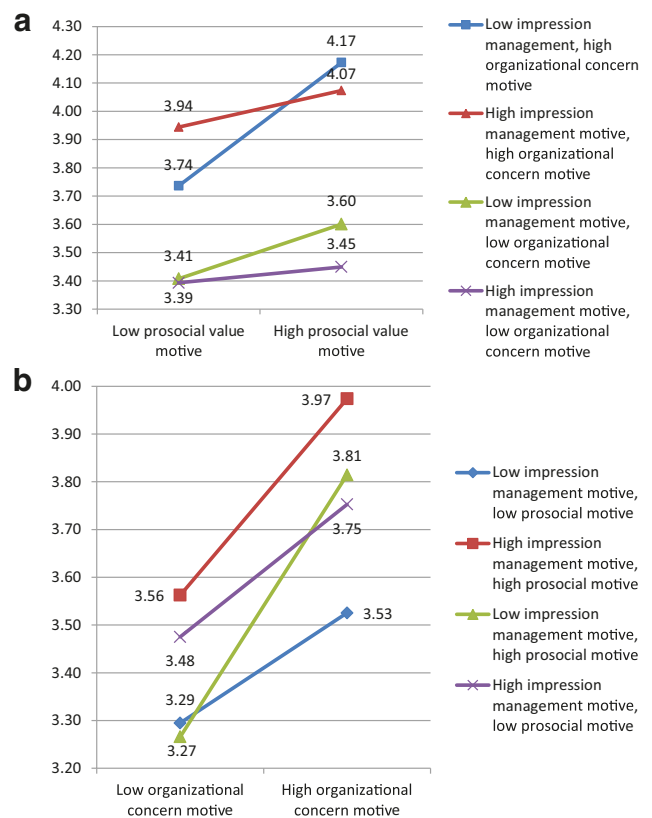 a
4.30
4.20
4.10
4.00
3.90
3.80
3.70
3.60
3.50
3.40
3.30
4.17
4.07
3.94
3.74
3.60
3.45
3.41
3.39
Low prosocial value
motive
High prosocial value
motive
Low impression
management, high
organizational concern
motive
High impression
management motive,
high organizational
concern motive
Low impression
management motive,
low organizational
concern motive
High impression
management motive,
low organizational
concern motive
b
4.00
3.90
3.80
3.70
3.60
3.50
3.40
3.30
3.20
3.97
3.81
3.75
3.56
3.53
3.48
3.29
3.27
Low organizational
concern motive
High organizational
concern motive
Low impression
management motive,
low prosocial motive
High impression
management motive,
high prosocial motive
Low impression
management motive,
high prosocial motive
High impression
management motive,
low prosocial motive